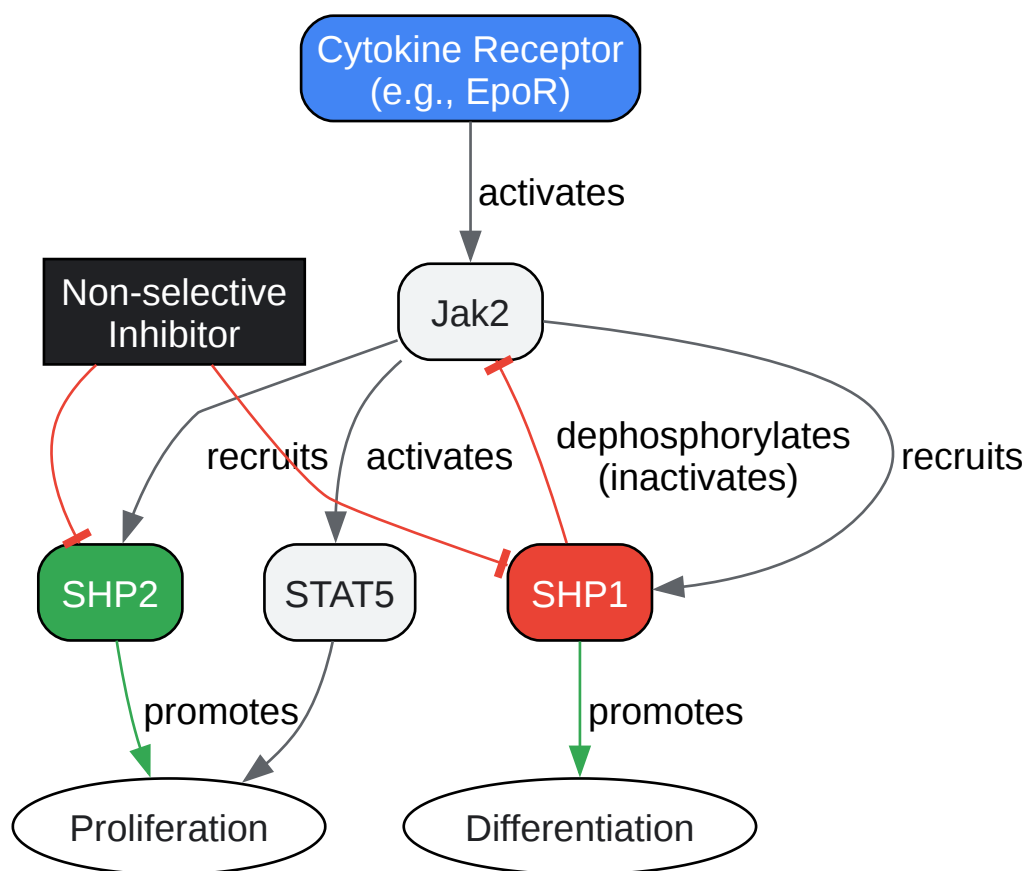 Cytokine Receptor
(e.g., EpoR)
activates
Non-selective
Inhibitor
Jak2
recruits
activates
dephosphorylates
(inactivates)
recruits
SHP2
STAT5
SHP1
promotes
promotes
Proliferation
Differentiation